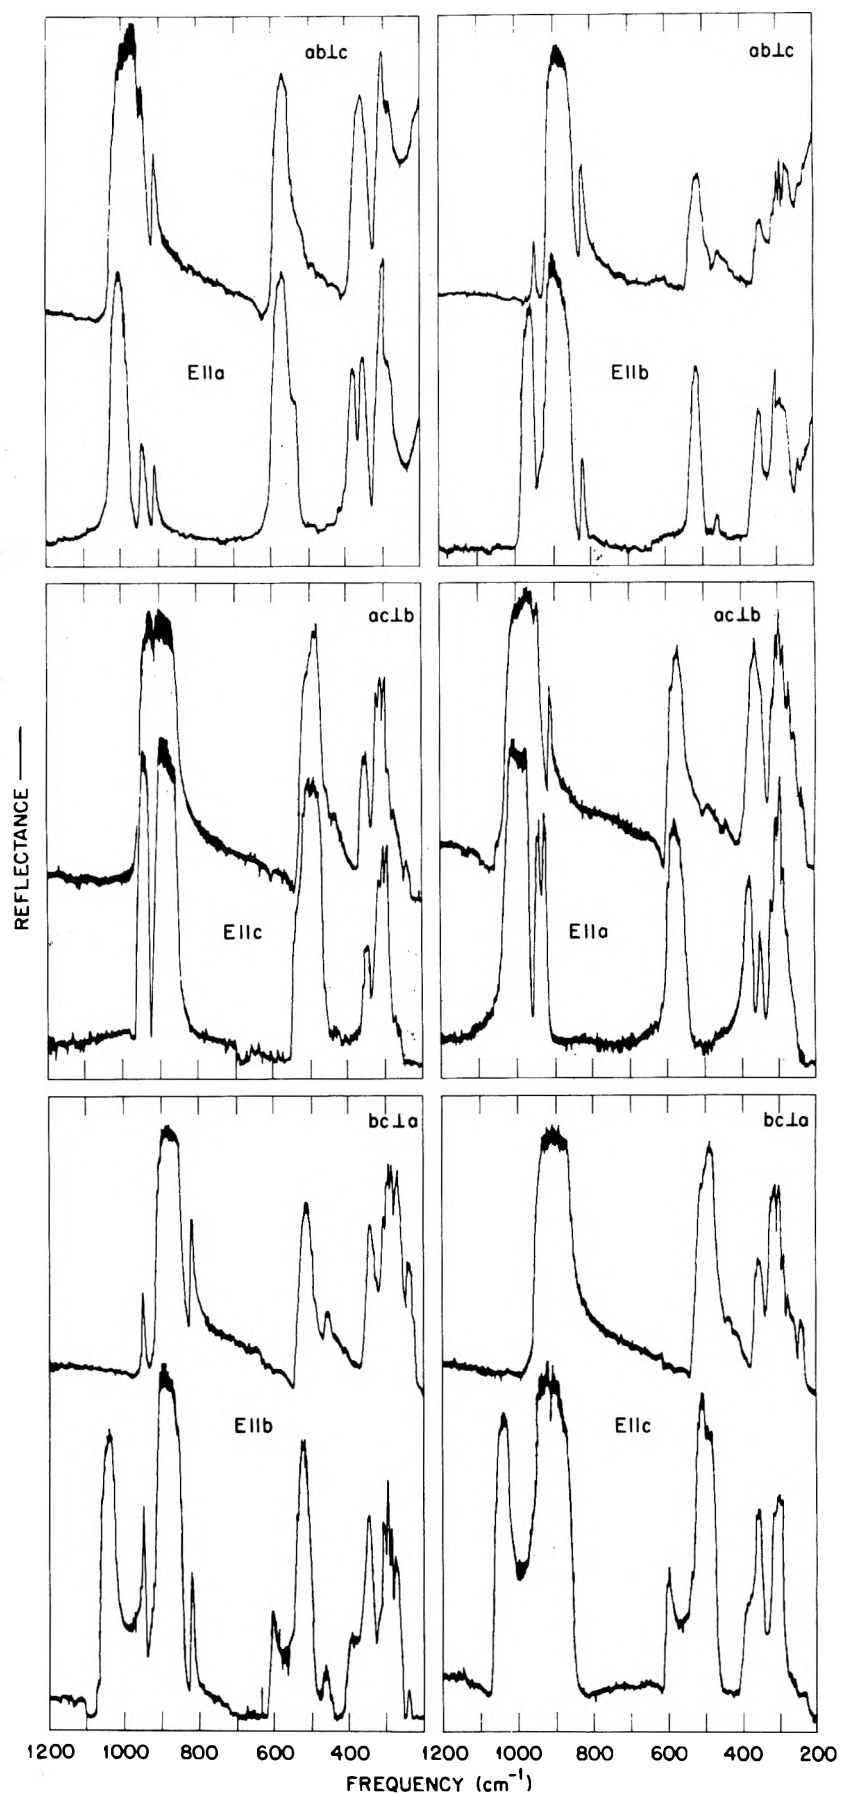 ab⊥c
ab⊥c
E||a
E||b
ac⊥b
ac⊥b
REFLECTANCE
E||c
E||a
bc⊥a
bc⊥a
E||b
E||c
1200 1000 800 600 400 1200 1000 800 600 400 200
FREQUENCY (cm⁻¹)